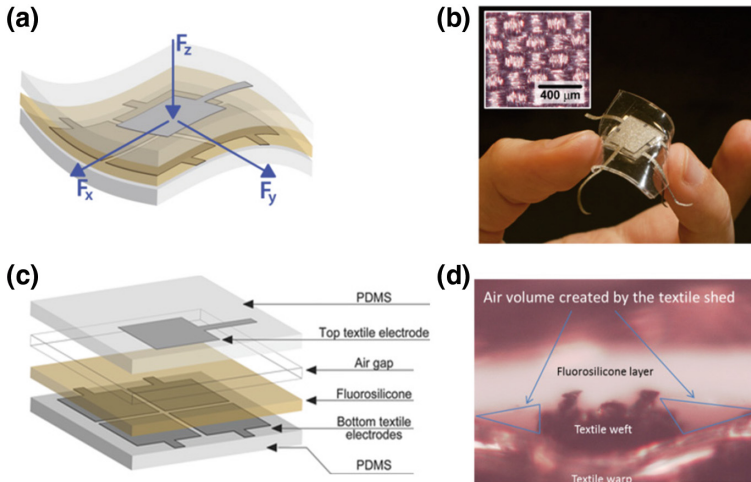 (a)
Fz
Fx
Fy
(b)
400 μm
(c)
PDMS
Top textile electrode
Air gap
Fluorosilicone
Bottom textile
electrodes
PDMS
(d)
Air volume created by the textile shed
Fluorosilicone layer
Textile weft
Textile warp